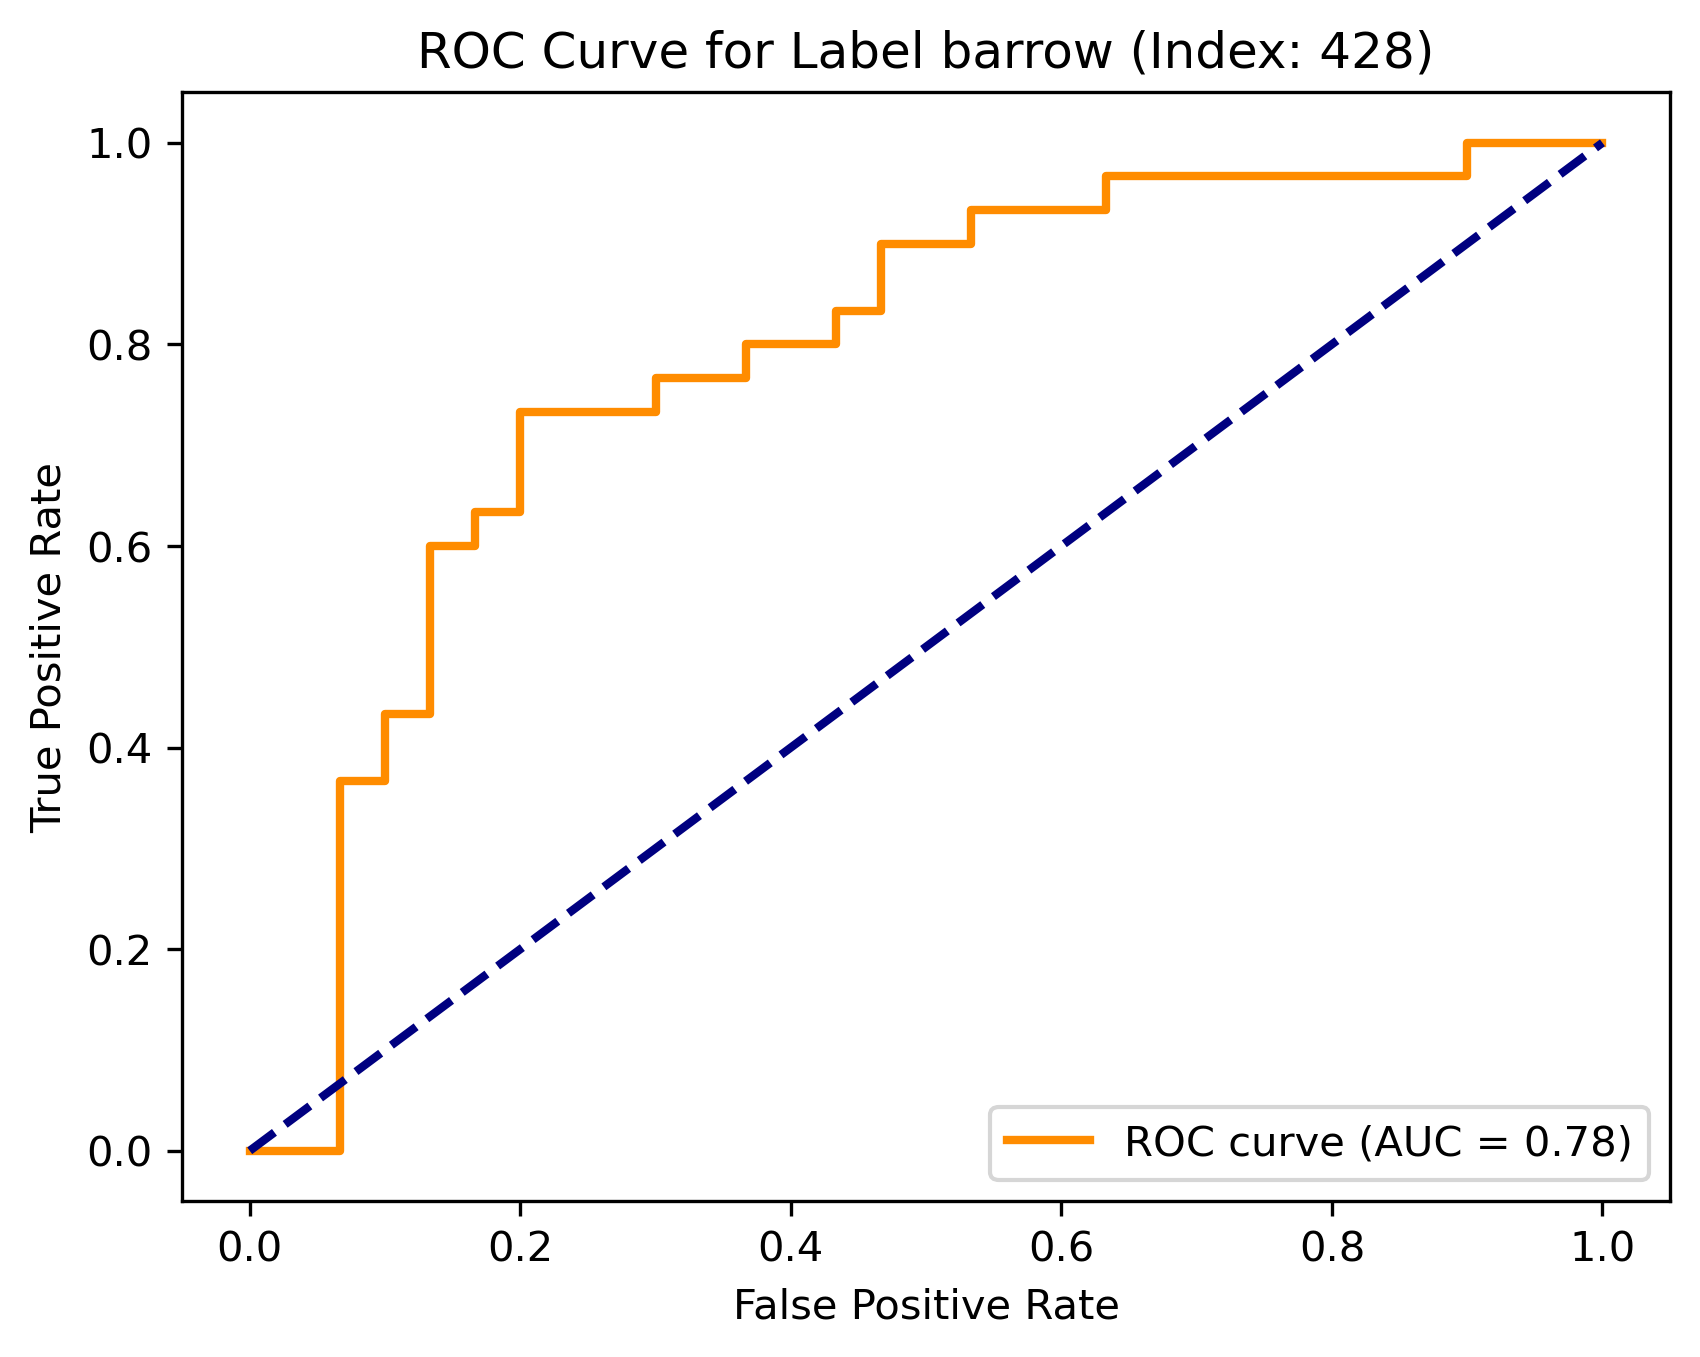 ROC Curve for Label barrow (Index: 428)
True Positive Rate
1.0
0.8
0.6
0.4
0.2
0.0
ROC curve (AUC = 0.78)
0.0 0.2 0.4 0.6 0.8 1.0
False Positive Rate